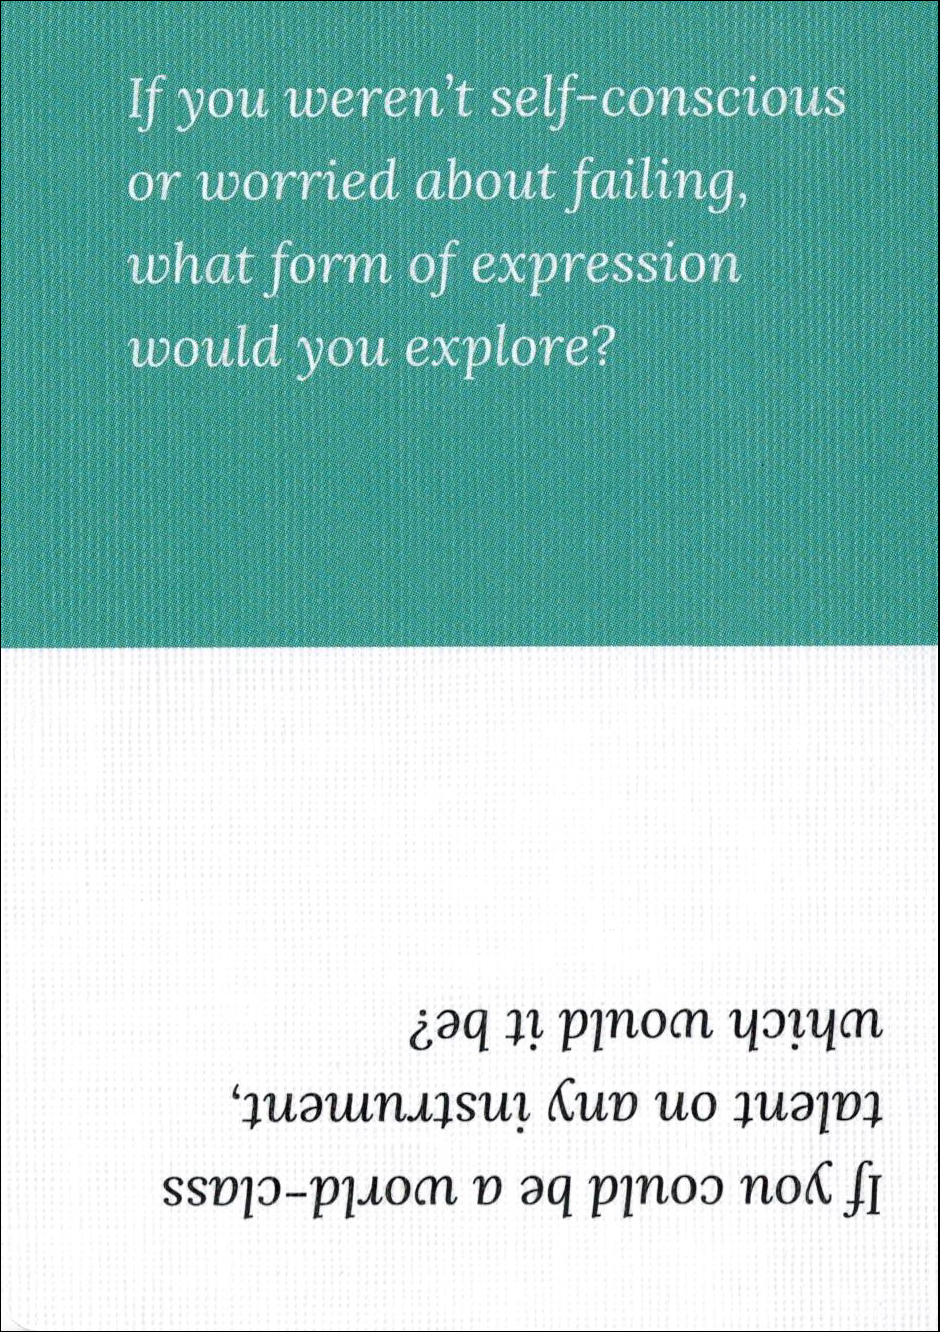 If you weren't self-conscious
or worried about failing,
what form of expression
would you explore?
If you could be a world-class
talent on any instrument,
which would it be?